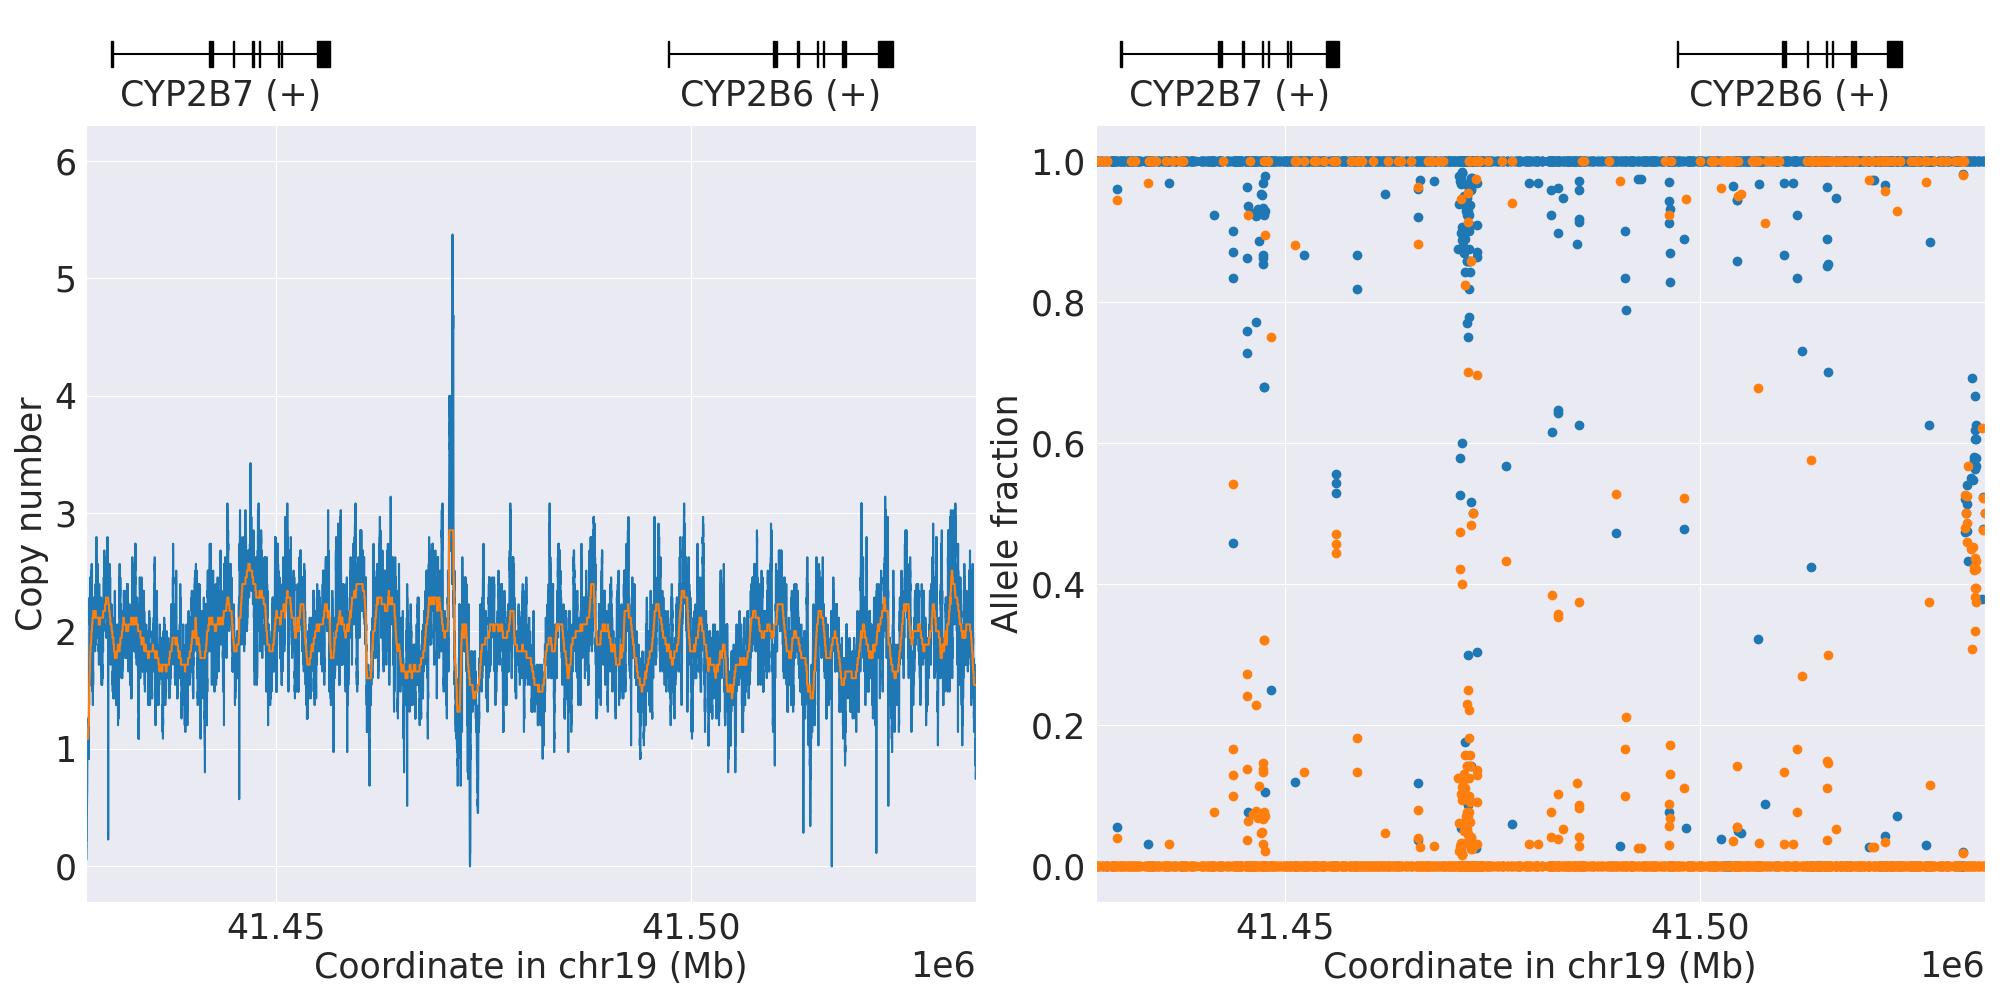 CYP2B7 (+)
CYP2B6 (+)
6
5
4
3
2
1
0
Copy number
41.45
41.50
Coordinate in chr19 (Mb)
1e6
CYP2B7 (+)
CYP2B6 (+)
1.0
0.8
0.6
0.4
0.2
0.0
Allele fraction
41.45
41.50
Coordinate in chr19 (Mb)
1e6